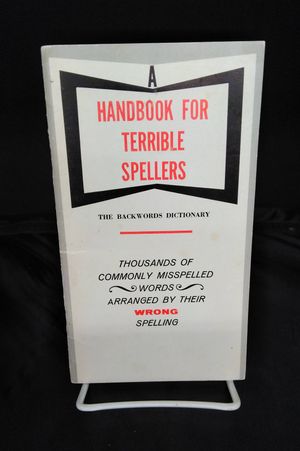 A
HANDBOOK FOR
TERRIBLE
SPELLERS
THE BACKWORDS DICTIONARY
THOUSANDS OF
COMMONLY MISSPELLED
WORDS
ARRANGED BY THEIR
WRONG
SPELLING